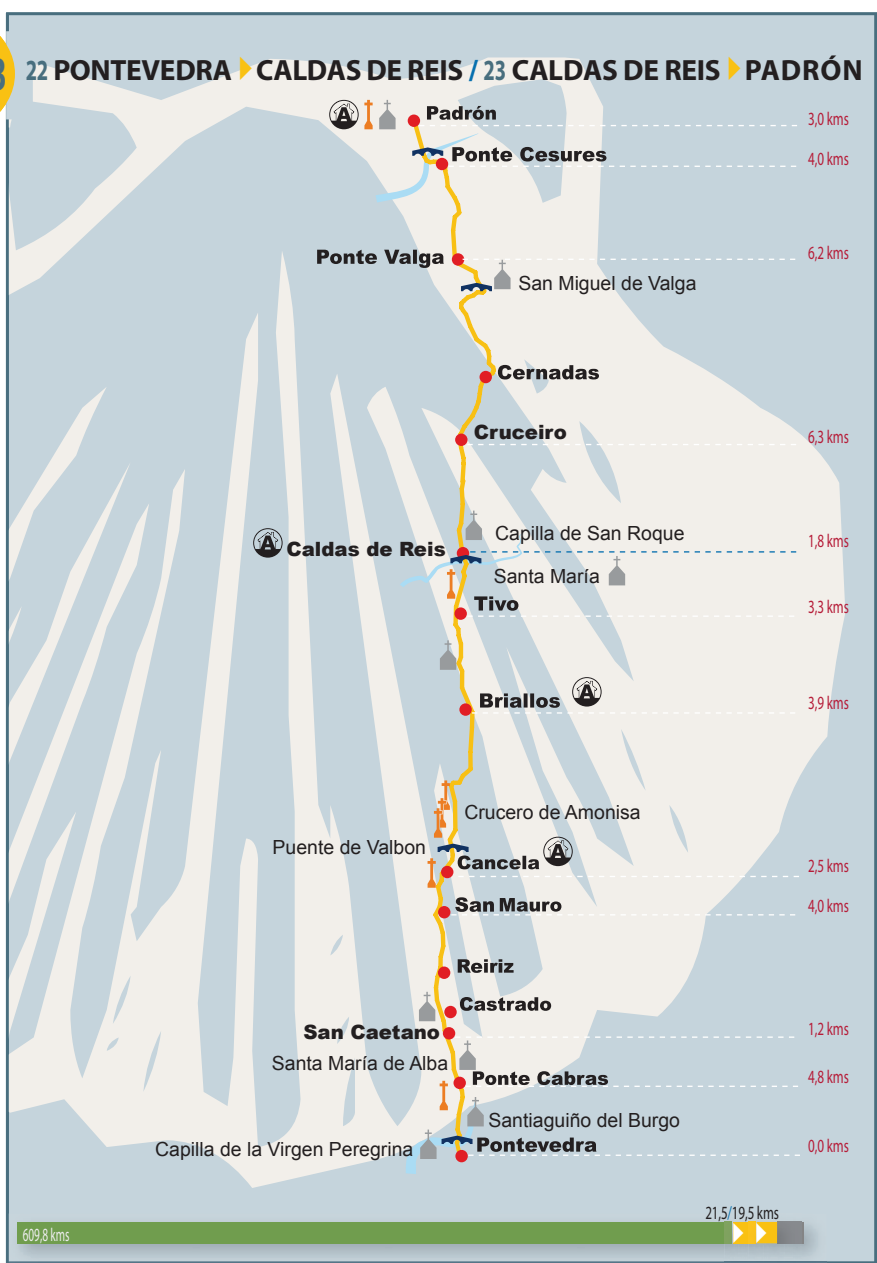 22 PONTEVEDRA CALDAS DE REIS / 23 CALDAS DE REIS PADRÓN
A Padrón 3,0 kms
Ponte Cesures 4,0 kms
Ponte Valga 6,2 kms
San Miguel de Valga
Cernadas
Cruceiro 6,3 kms
Capilla de San Roque
A Caldas de Reis 1,8 kms
Santa María
Tivo 3,3 kms
Briallos A 3,9 kms
Crucero de Amonisa
Puente de Valbon
Cancela A 2,5 kms
San Mauro 4,0 kms
Reiriz
Castrado
San Caetano 1,2 kms
Santa María de Alba
Ponte Cabras 4,8 kms
Santiaguiño del Burgo
Capilla de la Virgen Peregrina
Pontevedra 0,0 kms
21,5/19,5 kms
609,8 kms